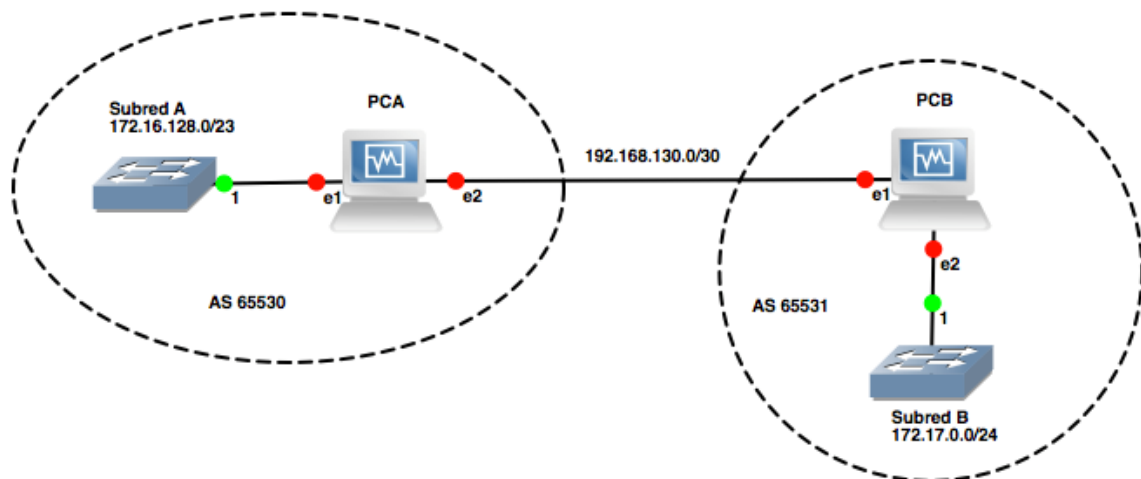 Subred A
172.16.128.0/23
PCA
1
e1
e2
192.168.130.0/30
PCB
e1
e2
1
AS 65530
AS 65531
Subred B
172.17.0.0/24